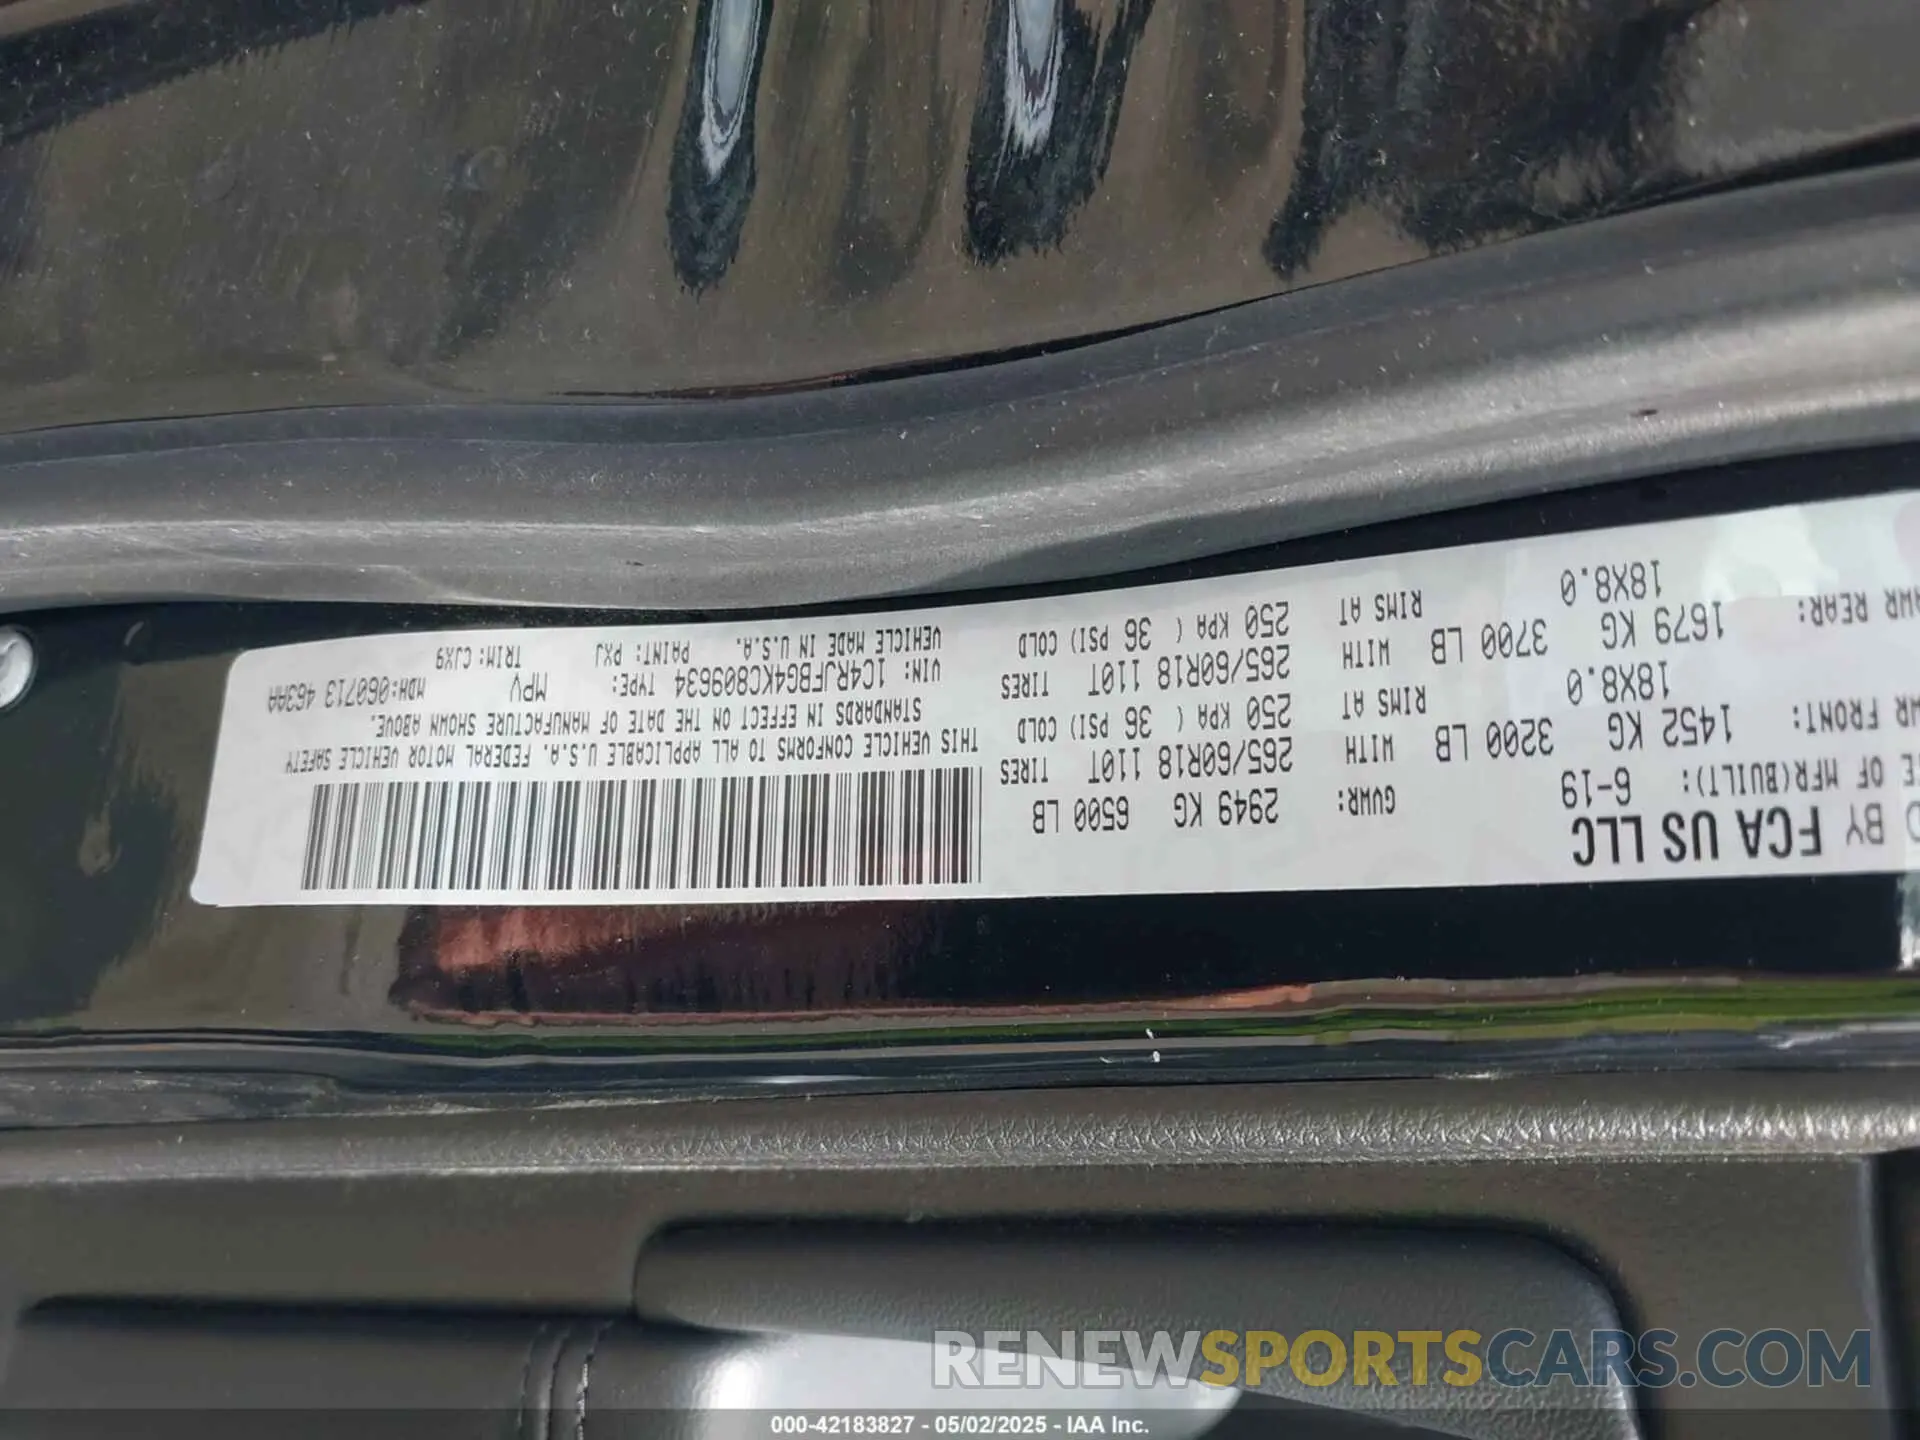 D BY FCA US LLC
E OF MFR(BUILT): 6-19
WR FRONT: 1452 KG 3200 LB
18X8.0
WR REAR: 1679 KG 3700 LB
18X8.0
GVWR: 2949 KG 6500 LB
WITH 265/60R18 110T TIRES
RIMS AT 250 KPA ( 36 PSI) COLD
WITH 265/60R18 110T TIRES
RIMS AT 250 KPA ( 36 PSI) COLD
THIS VEHICLE CONFORMS TO ALL APPLICABLE U.S.A. FEDERAL MOTOR VEHICLE SAFETY
STANDARDS IN EFFECT ON THE DATE OF MANUFACTURE SHOWN ABOVE.
VIN: 1C4RJFBG4KC809634 TYPE: MPV MDH:060713 463AA
VEHICLE MADE IN U.S.A. PAINT: PXJ TRIM: CJX9
RENEWSPORTSCARS.COM
000-42183827 - 05/02/2025 - IAA Inc.